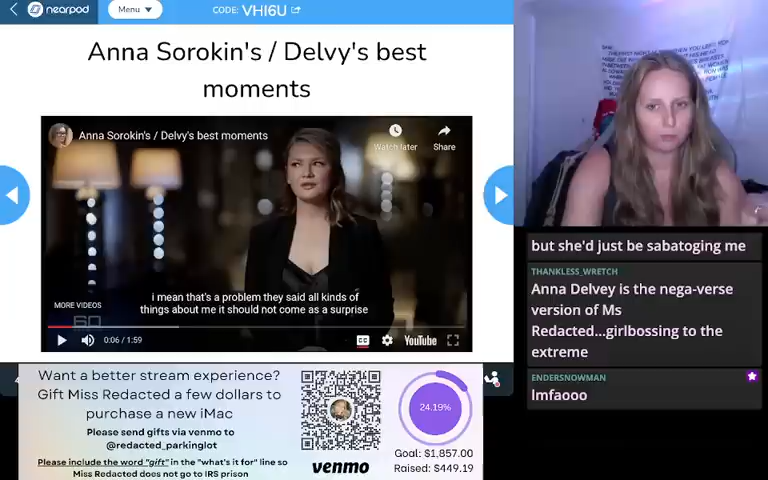 nearpod
Menu
CODE: VHI6U
Anna Sorokin's / Delvy's best
moments
Anna Sorokin's / Delvy's best moments
Watch later
Share
MORE VIDEOS
i mean that's a problem they said all kinds of
things about me it should not come as a surprise
60
0:06 / 1:59
CC
YouTube
Want a better stream experience?
Gift Miss Redacted a few dollars to
purchase a new iMac
Please send gifts via venmo to
@redacted_parkinglot
Please include the word "gift" in the "what's it for" line so
Miss Redacted does not go to IRS prison
venmo
24.19%
Goal: $1,857.00
Raised: $449.19
but she'd just be sabatoging me
THANKLESS_WRETCH
Anna Delvey is the nega-verse
version of Ms
Redacted...girlbossing to the
extreme
ENDERSNOWMAN
lmfaooo